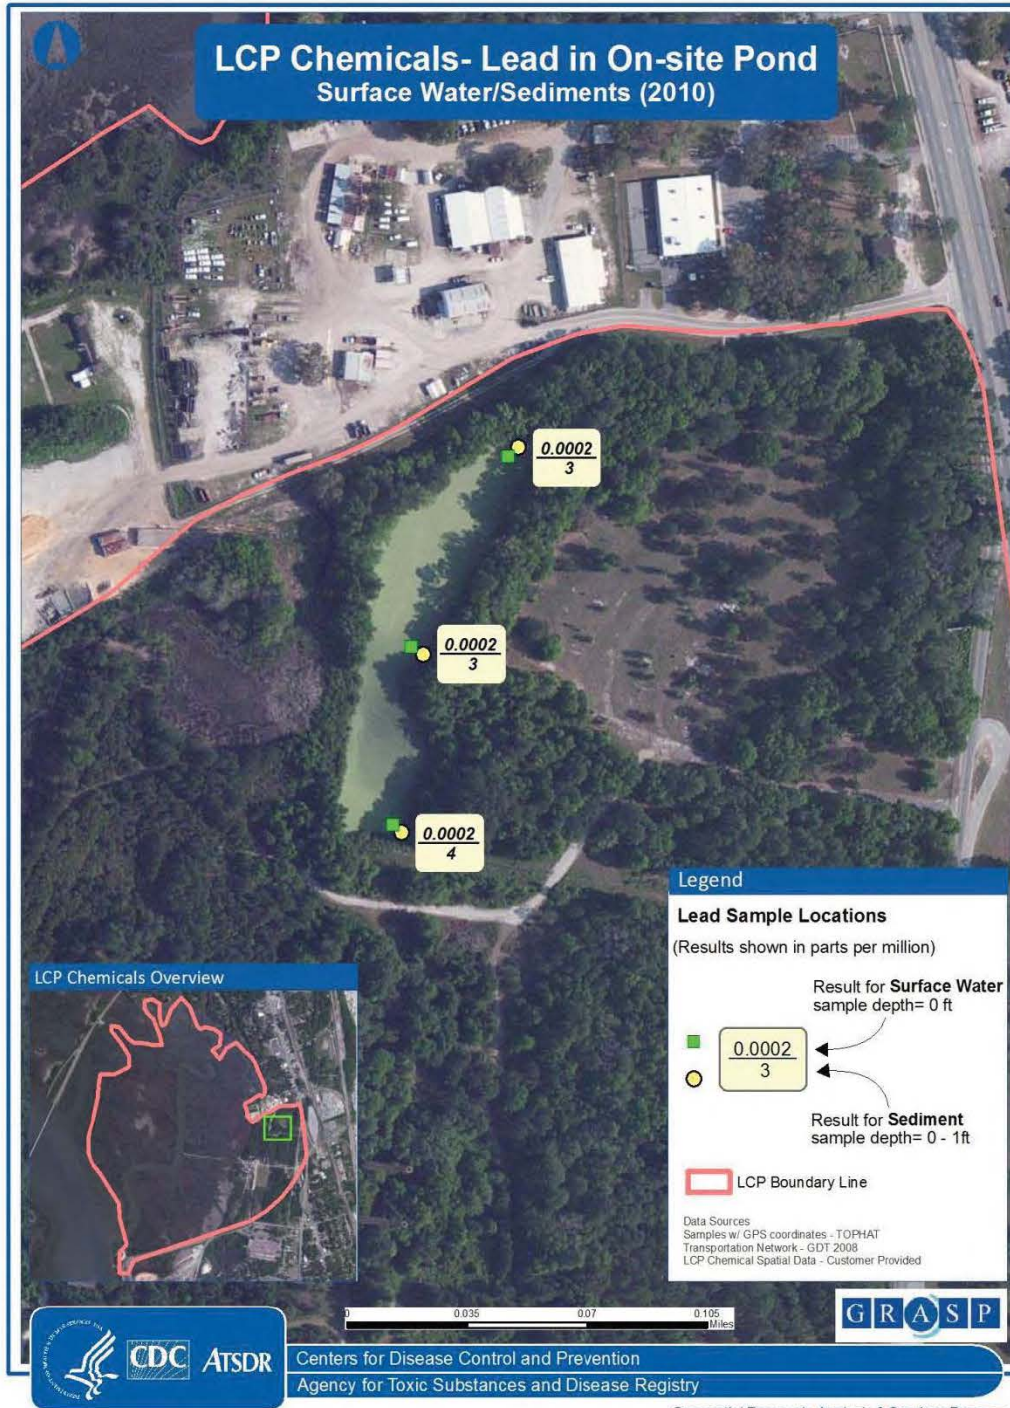 LCP Chemicals- Lead in On-site Pond
Surface Water/Sediments (2010)
0.0002
3
0.0002
3
0.0002
4
Legend
Lead Sample Locations
(Results shown in parts per million)
Result for Surface Water
sample depth= 0 ft
0.0002
3
Result for Sediment
sample depth= 0 - 1ft
LCP Boundary Line
Data Sources
Samples w/ GPS coordinates - TOPHAT
Transportation Network - GDT 2008
LCP Chemical Spatial Data - Customer Provided
LCP Chemicals Overview
0 0.035 0.07 0.105
Miles
GRASP
CDC ATSDR
Centers for Disease Control and Prevention
Agency for Toxic Substances and Disease Registry